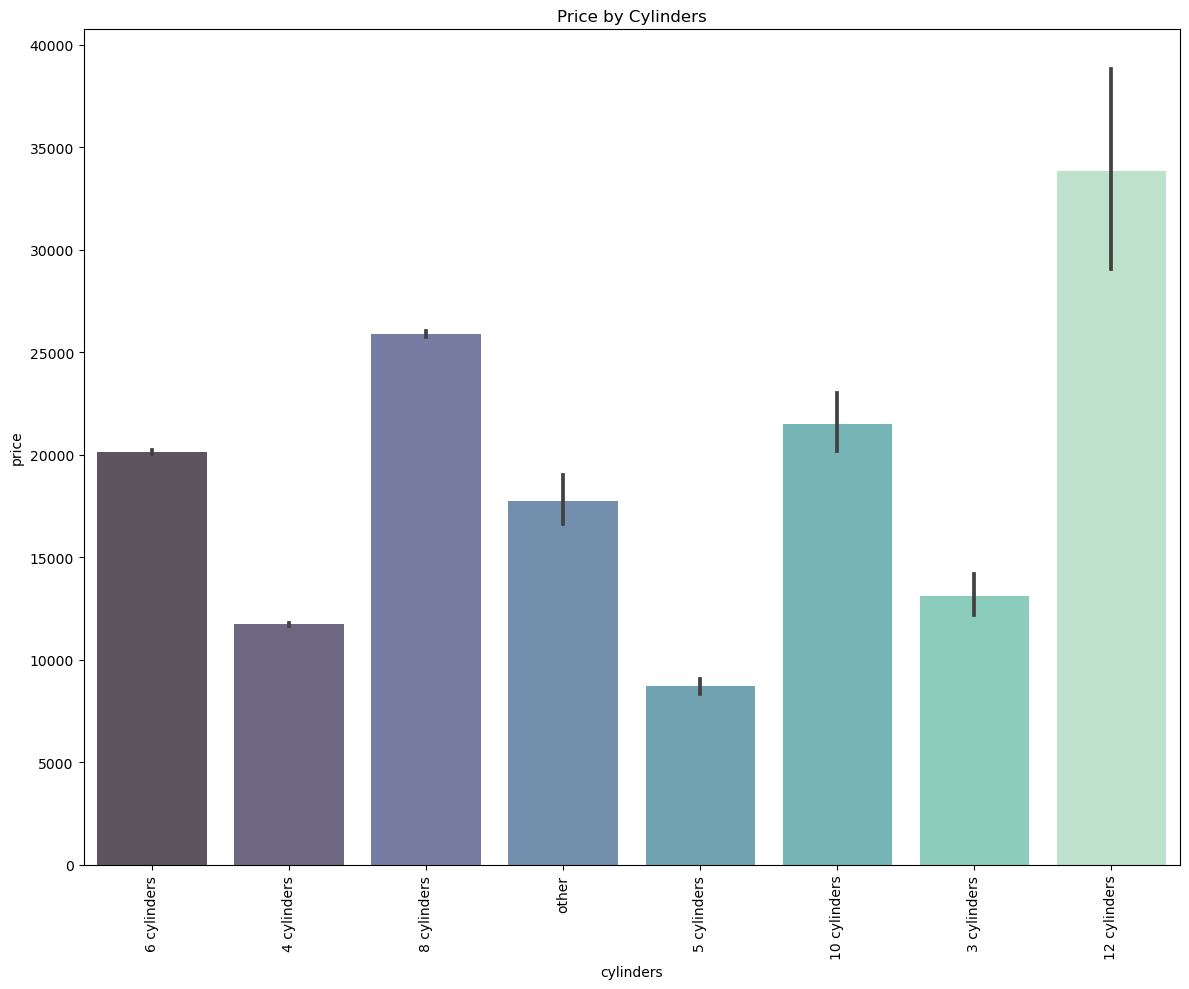 Price by Cylinders
40000
35000
30000
25000
20000
15000
10000
5000
0
price
6 cylinders
4 cylinders
8 cylinders
other
5 cylinders
10 cylinders
3 cylinders
12 cylinders
cylinders